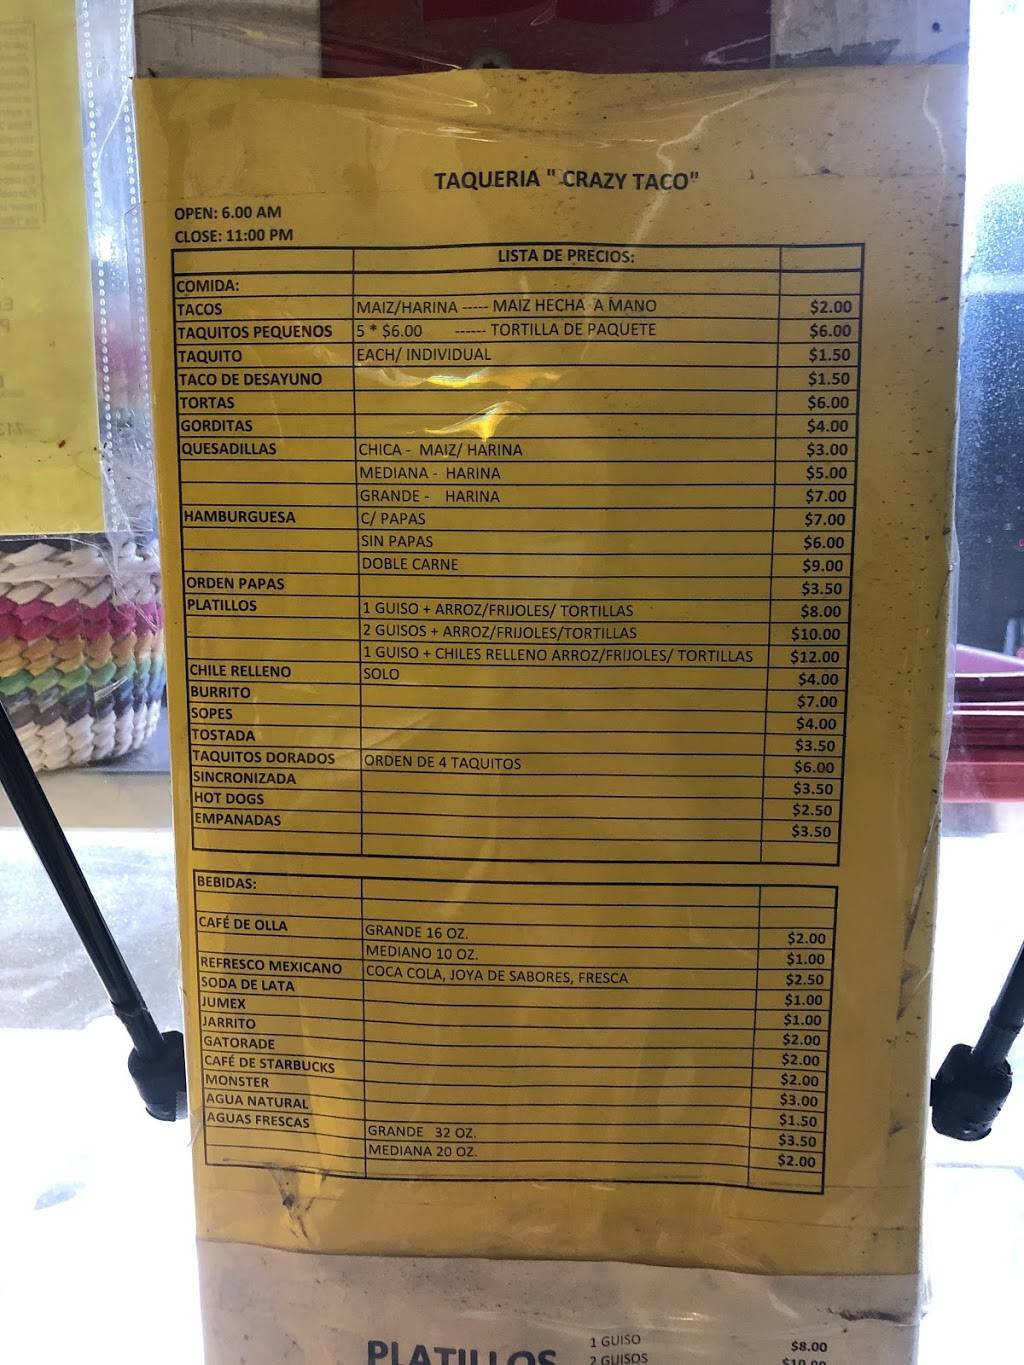 TAQUERIA " CRAZY TACO"
OPEN: 6.00 AM
CLOSE: 11:00 PM
LISTA DE PRECIOS:
COMIDA:
TACOS MAIZ/HARINA ----- MAIZ HECHA A MANO $2.00
TAQUITOS PEQUENOS 5 * $6.00 ------ TORTILLA DE PAQUETE $6.00
TAQUITO EACH/ INDIVIDUAL $1.50
TACO DE DESAYUNO $1.50
TORTAS $6.00
GORDITAS $4.00
QUESADILLAS CHICA - MAIZ/ HARINA $3.00
MEDIANA - HARINA $5.00
GRANDE - HARINA $7.00
HAMBURGUESA C/ PAPAS $7.00
SIN PAPAS $6.00
DOBLE CARNE $9.00
ORDEN PAPAS $3.50
PLATILLOS 1 GUISO + ARROZ/FRIJOLES/ TORTILLAS $8.00
2 GUISOS + ARROZ/FRIJOLES/TORTILLAS $10.00
1 GUISO + CHILES RELLENO ARROZ/FRIJOLES/ TORTILLAS $12.00
CHILE RELLENO SOLO $4.00
BURRITO $7.00
SOPES $4.00
TOSTADA $3.50
TAQUITOS DORADOS ORDEN DE 4 TAQUITOS $6.00
SINCRONIZADA $3.50
HOT DOGS $2.50
EMPANADAS $3.50
BEBIDAS:
CAFÉ DE OLLA GRANDE 16 OZ. $2.00
MEDIANO 10 OZ. $1.00
REFRESCO MEXICANO COCA COLA, JOYA DE SABORES, FRESCA $2.50
SODA DE LATA $1.00
JUMEX $1.00
JARRITO $2.00
GATORADE $2.00
CAFÉ DE STARBUCKS $2.00
MONSTER $3.00
AGUA NATURAL $1.50
AGUAS FRESCAS GRANDE 32 OZ. $3.50
MEDIANA 20 OZ. $2.00
PLATILLOS 1 GUISO $8.00
2 GUISOS $10.00